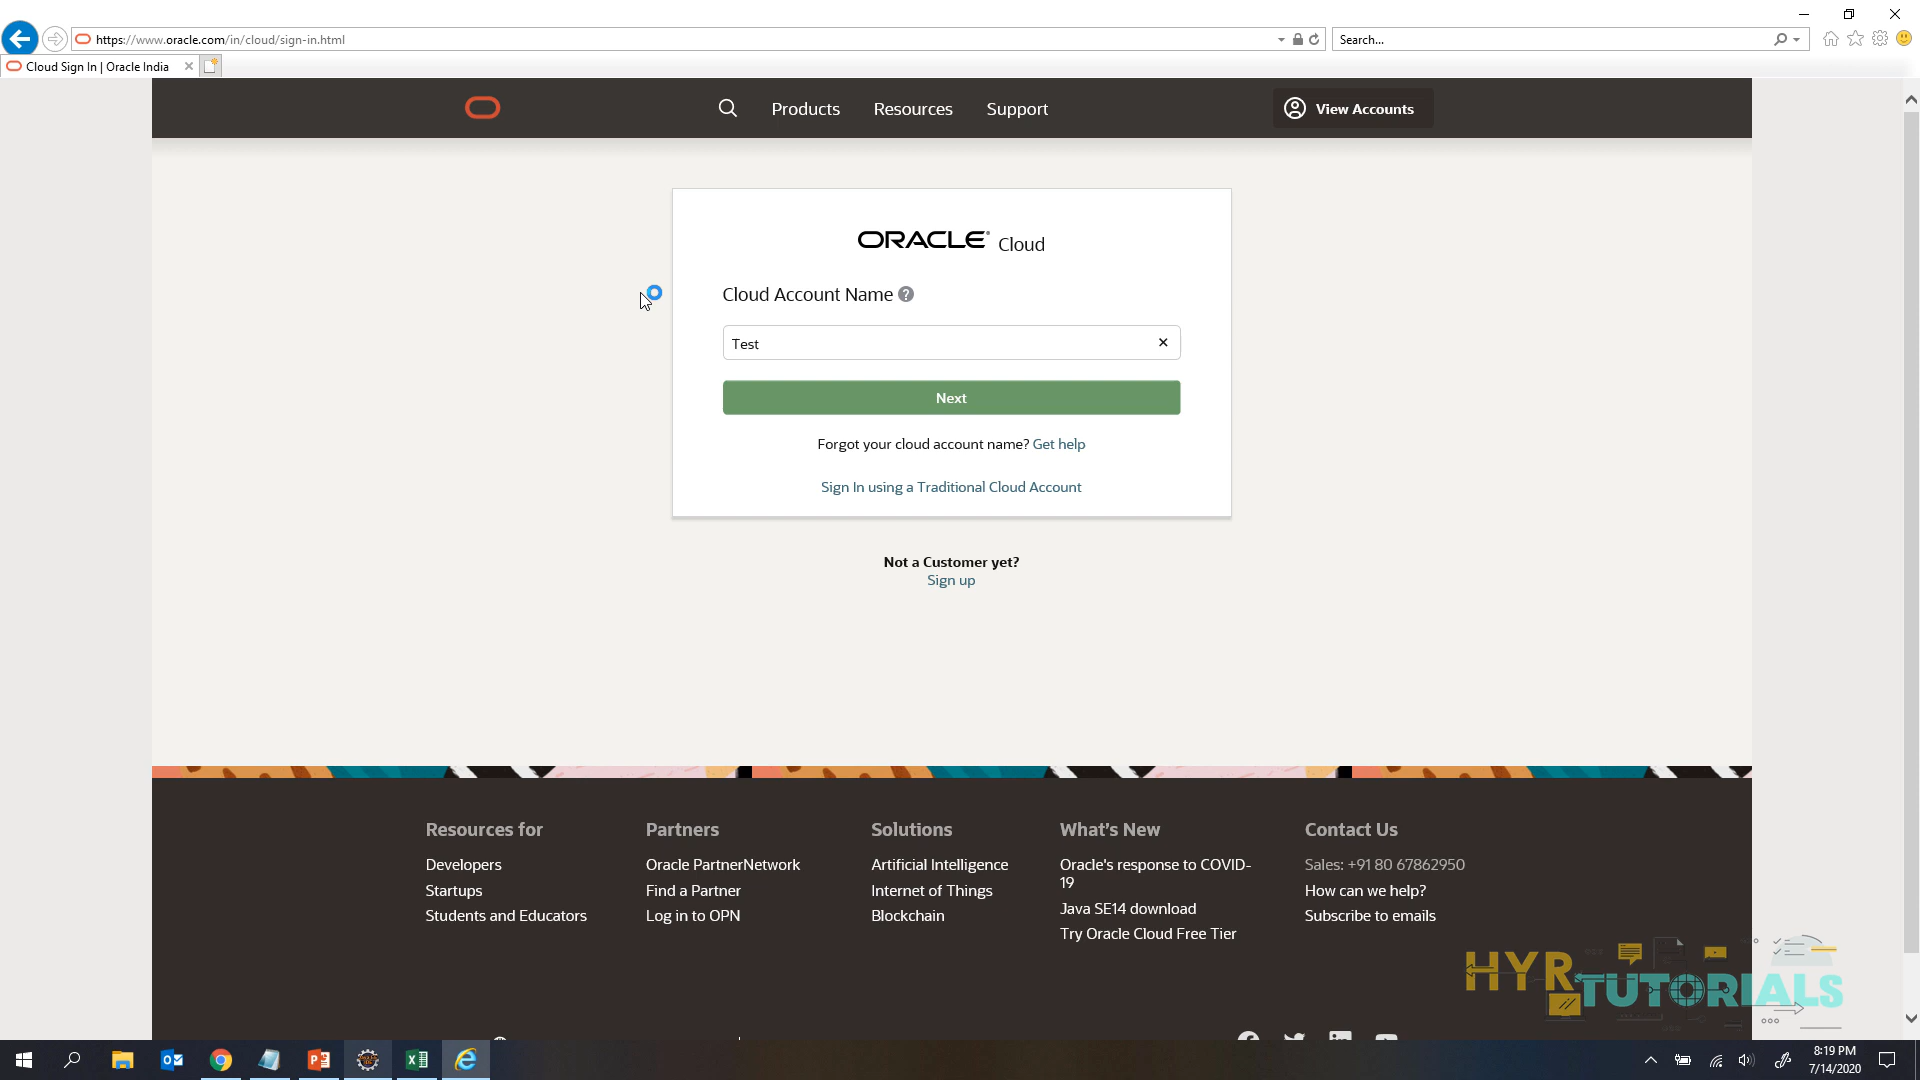 https://www.oracle.com/in/cloud/sign-in.html
Search...
Cloud Sign In | Oracle India
Products
Resources
Support
View Accounts
ORACLE Cloud
Cloud Account Name ?
Test
Next
Forgot your cloud account name? Get help
Sign In using a Traditional Cloud Account
Not a Customer yet?
Sign up
Resources for
Developers
Startups
Students and Educators
Partners
Oracle PartnerNetwork
Find a Partner
Log in to OPN
Solutions
Artificial Intelligence
Internet of Things
Blockchain
What's New
Oracle's response to COVID-
19
Java SE14 download
Try Oracle Cloud Free Tier
Contact Us
Sales: +91 80 67862950
How can we help?
Subscribe to emails
HYR TUTORIALS
8:19 PM
7/14/2020